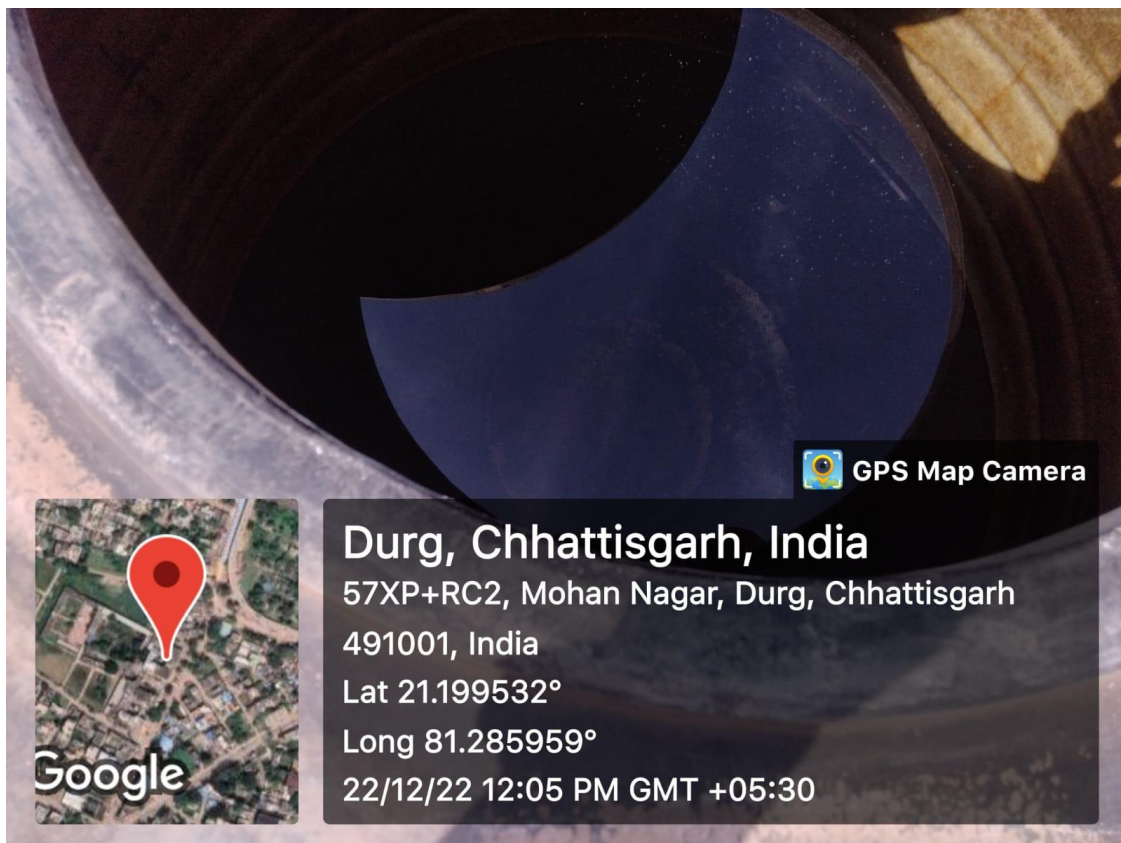 GPS Map Camera
Durg, Chhattisgarh, India
57XP+RC2, Mohan Nagar, Durg, Chhattisgarh
491001, India
Lat 21.199532°
Long 81.285959°
22/12/22 12:05 PM GMT +05:30
Google